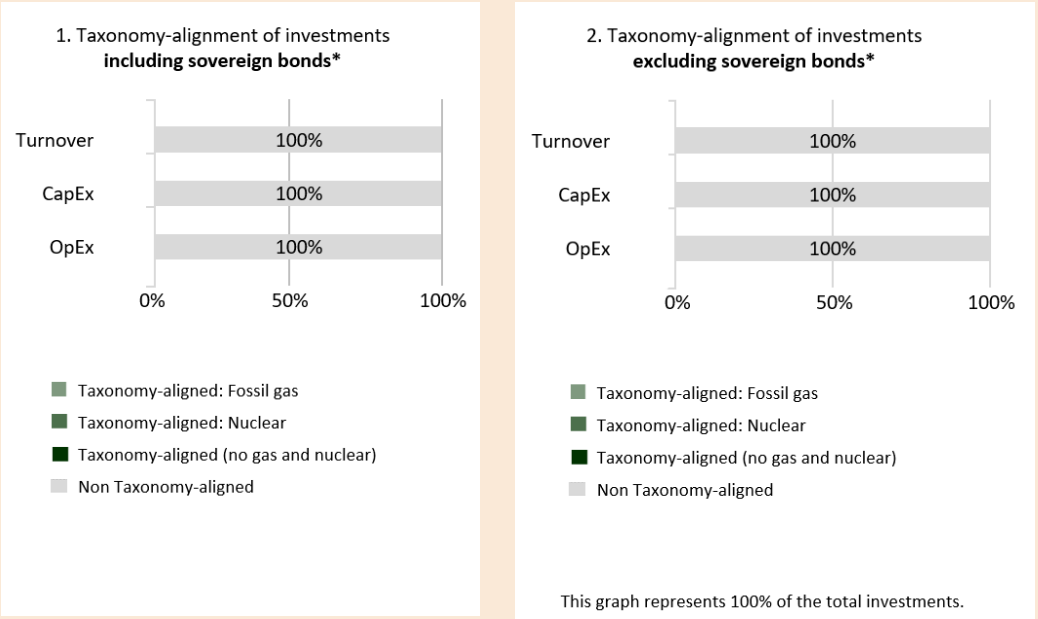 1. Taxonomy-alignment of investments
including sovereign bonds*
Turnover
100%
CapEx
100%
OpEx
100%
0%
50%
100%
Taxonomy-aligned: Fossil gas
Taxonomy-aligned: Nuclear
Taxonomy-aligned (no gas and nuclear)
Non Taxonomy-aligned
2. Taxonomy-alignment of investments
excluding sovereign bonds*
Turnover
100%
CapEx
100%
OpEx
100%
0%
50%
100%
Taxonomy-aligned: Fossil gas
Taxonomy-aligned: Nuclear
Taxonomy-aligned (no gas and nuclear)
Non Taxonomy-aligned
This graph represents 100% of the total investments.